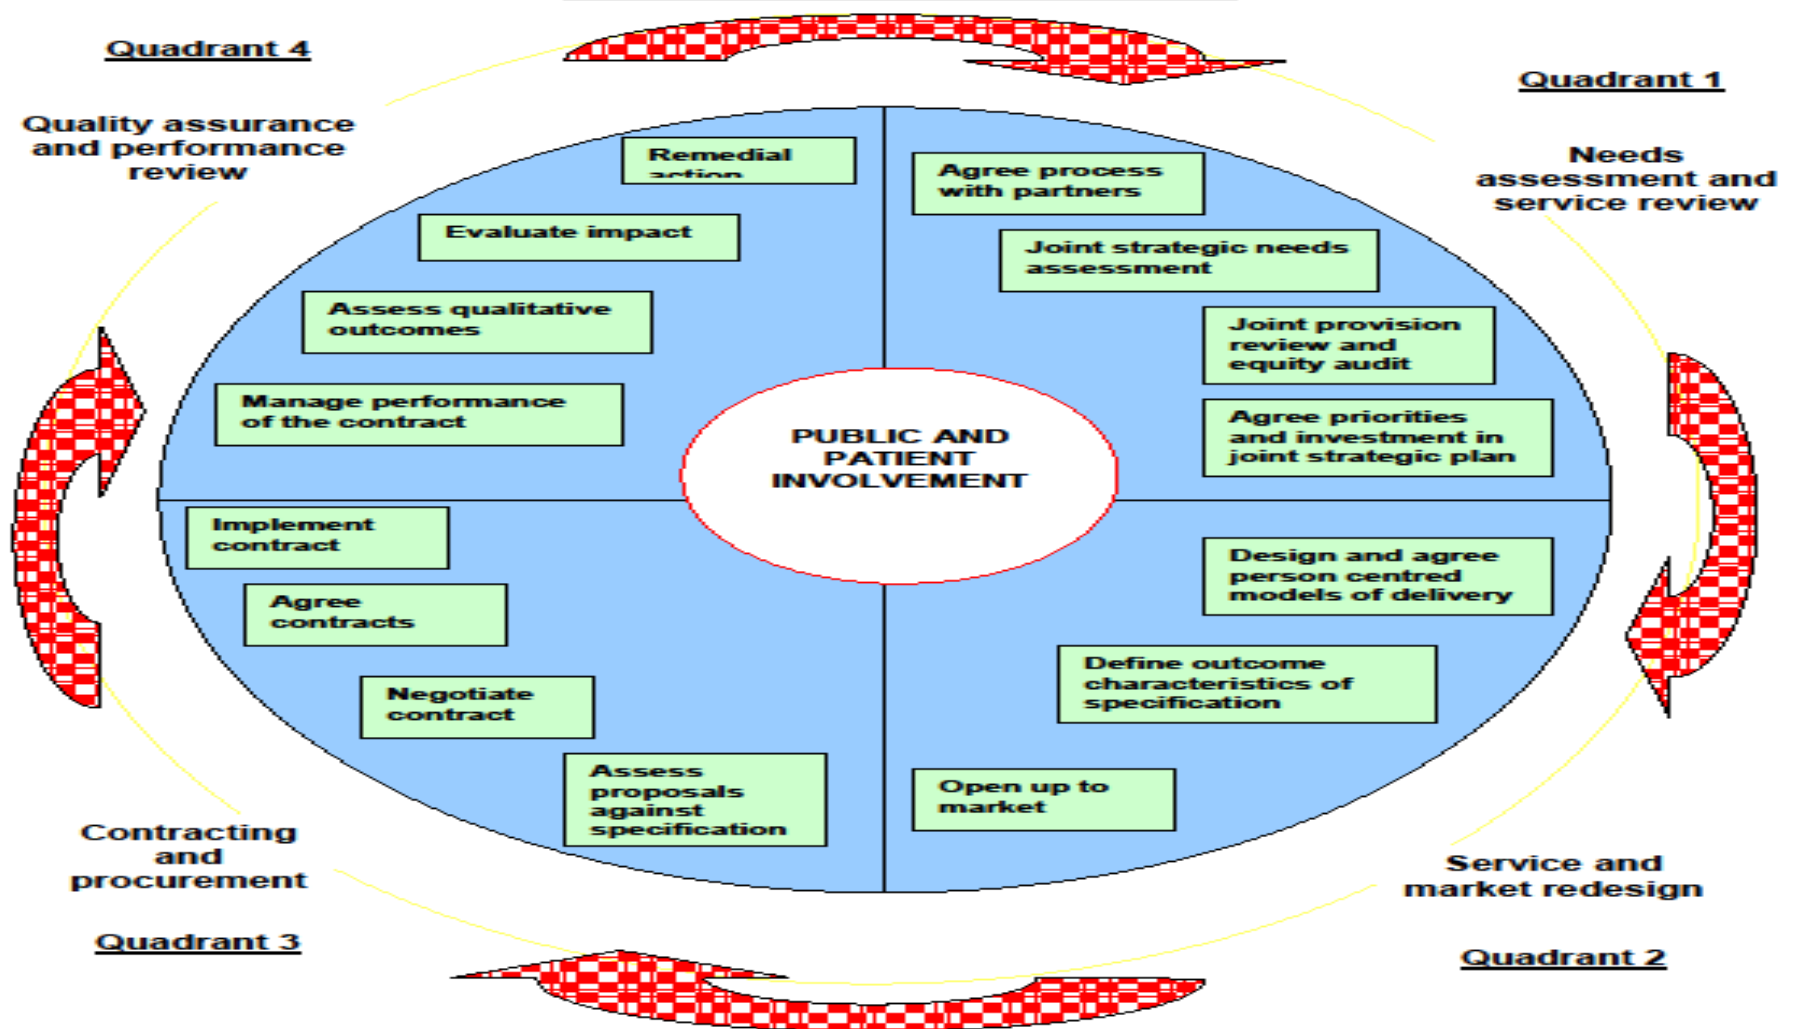 Quadrant 4
Quality assurance
and performance
review
Quadrant 1
Needs
assessment and
service review
Remedial
action
Evaluate impact
Assess qualitative
outcomes
Manage performance
of the contract
Agree process
with partners
Joint strategic needs
assessment
Joint provision
review and
equity audit
Agree priorities
and investment in
joint strategic plan
PUBLIC AND
PATIENT
INVOLVEMENT
Implement
contract
Agree
contracts
Negotiate
contract
Assess
proposals
against
specification
Design and agree
person centred
models of delivery
Define outcome
characteristics of
specification
Open up to
market
Contracting
and
procurement
Quadrant 3
Service and
market redesign
Quadrant 2